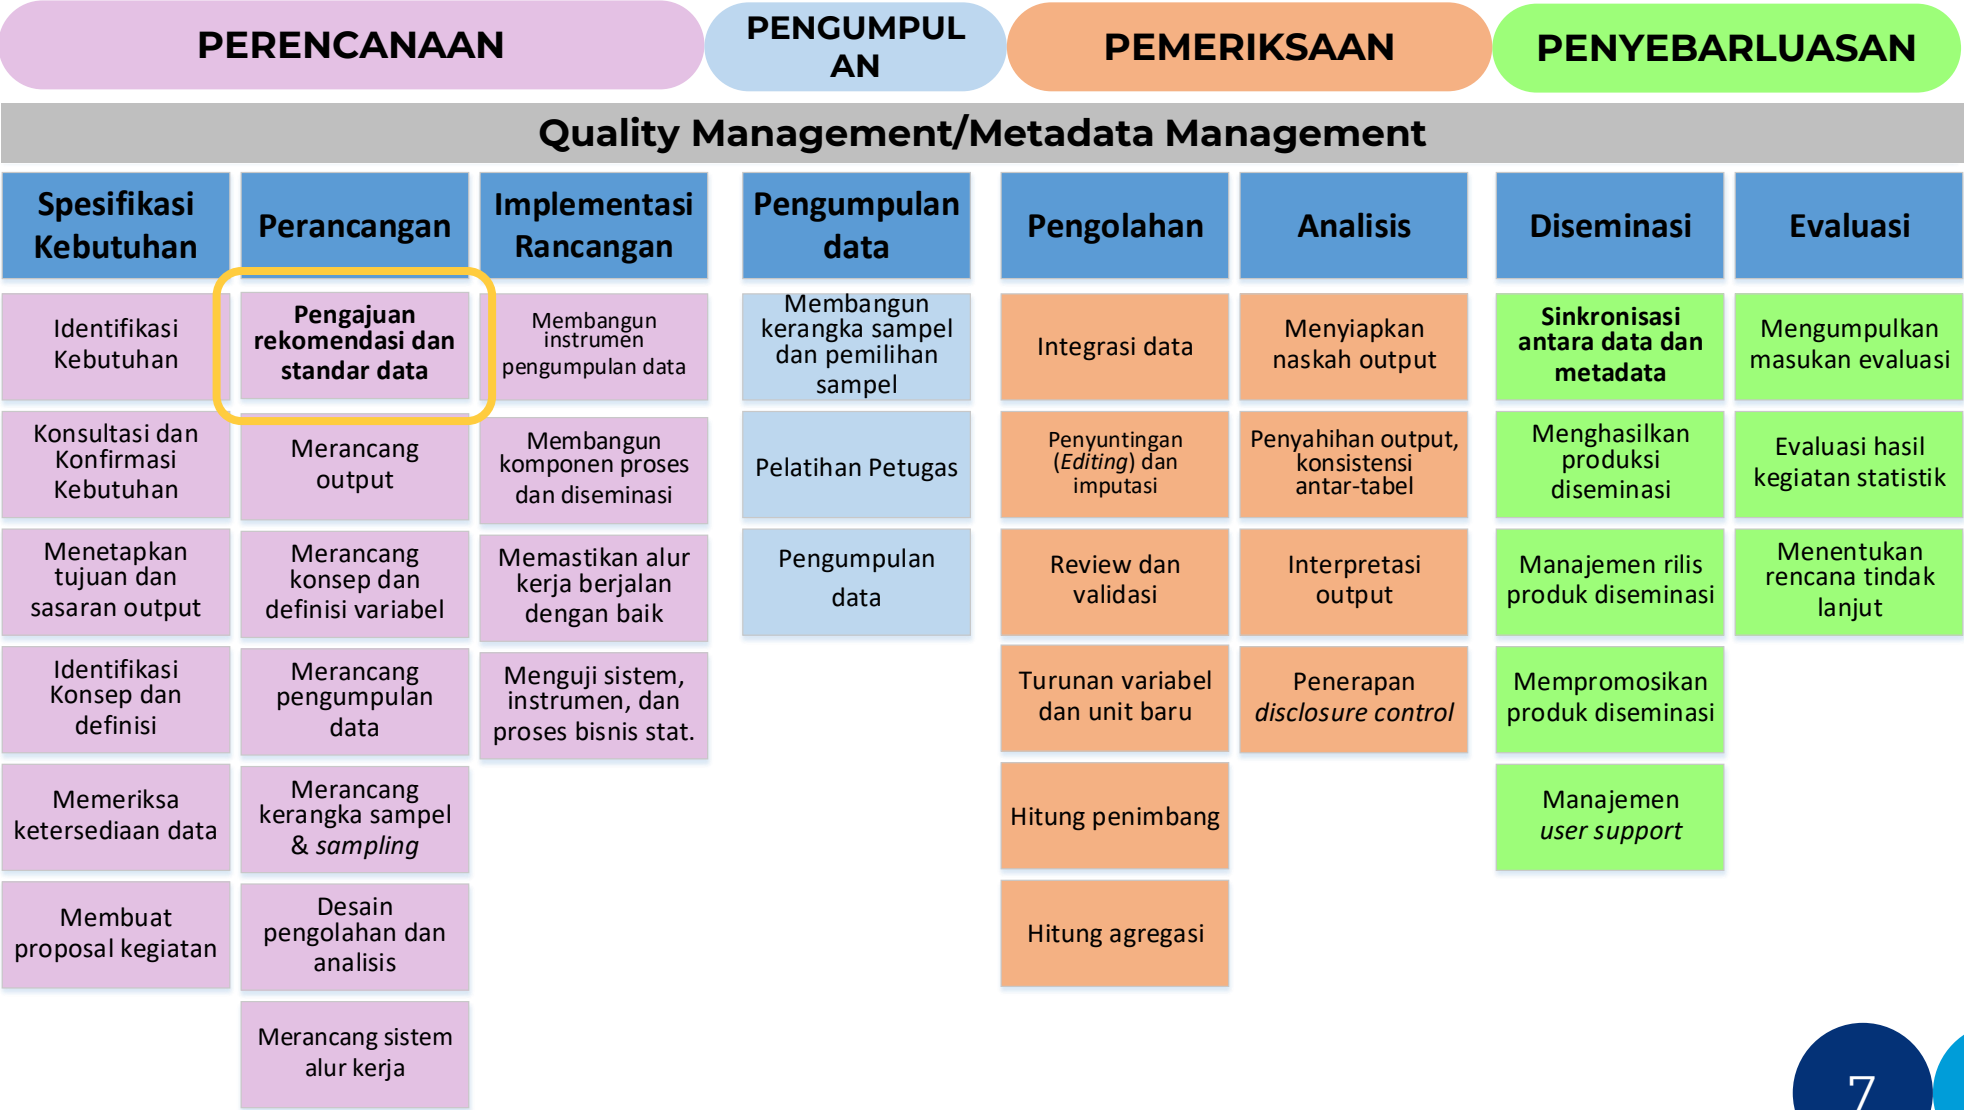 PERENCANAAN
PENGUMPUL
AN
PEMERIKSAAN
PENYEBARLUASAN
Quality Management/Metadata Management
Spesifikasi
Kebutuhan
Identifikasi
Kebutuhan
Konsultasi dan
Konfirmasi
Kebutuhan
Menetapkan
tujuan dan
sasaran output
Identifikasi
Konsep dan
definisi
Memeriksa
ketersediaan data
Membuat
proposal kegiatan
Perancangan
Pengajuan
rekomendasi dan
standar data
Merancang
output
Merancang
konsep dan
definisi variabel
Merancang
pengumpulan
data
Merancang
kerangka sampel
& sampling
Desain
pengolahan dan
analisis
Merancang sistem
alur kerja
Implementasi
Rancangan
Membangun
instrumen
pengumpulan data
Membangun
komponen proses
dan diseminasi
Memastikan alur
kerja berjalan
dengan baik
Menguji sistem,
instrumen, dan
proses bisnis stat.
Pengumpulan
data
Membangun
kerangka sampel
dan pemilihan
sampel
Pelatihan Petugas
Pengumpulan
data
Pengolahan
Integrasi data
Penyuntingan
(Editing) dan
imputasi
Review dan
validasi
Turunan variabel
dan unit baru
Hitung penimbang
Hitung agregasi
Analisis
Menyiapkan
naskah output
Penyahihan output,
konsistensi
antar-tabel
Interpretasi
output
Penerapan
disclosure control
Diseminasi
Sinkronisasi
antara data dan
metadata
Menghasilkan
produksi
diseminasi
Manajemen rilis
produk diseminasi
Mempromosikan
produk diseminasi
Manajemen
user support
Evaluasi
Mengumpulkan
masukan evaluasi
Evaluasi hasil
kegiatan statistik
Menentukan
rencana tindak
lanjut
7